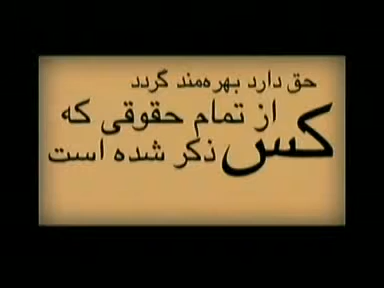 حق دارد بهره‌مند گردد
از تمام حقوقی که
کس ذکر شده است